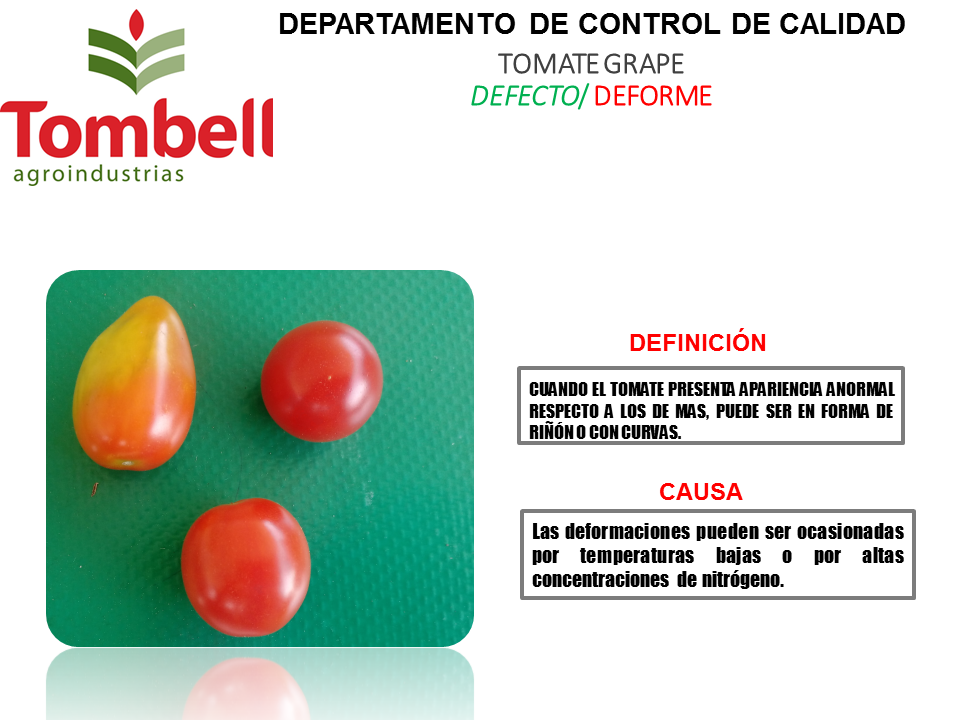 DEPARTAMENTO DE CONTROL DE CALIDAD
TOMATE GRAPE
DEFECTO/ DEFORME
Tombell
agroindustrias
DEFINICIÓN
CUANDO EL TOMATE PRESENTA APARIENCIA ANORMAL
RESPECTO A LOS DE MAS, PUEDE SER EN FORMA DE
RIÑÓN O CON CURVAS.
CAUSA
Las deformaciones pueden ser ocasionadas
por temperaturas bajas o por altas
concentraciones de nitrógeno.